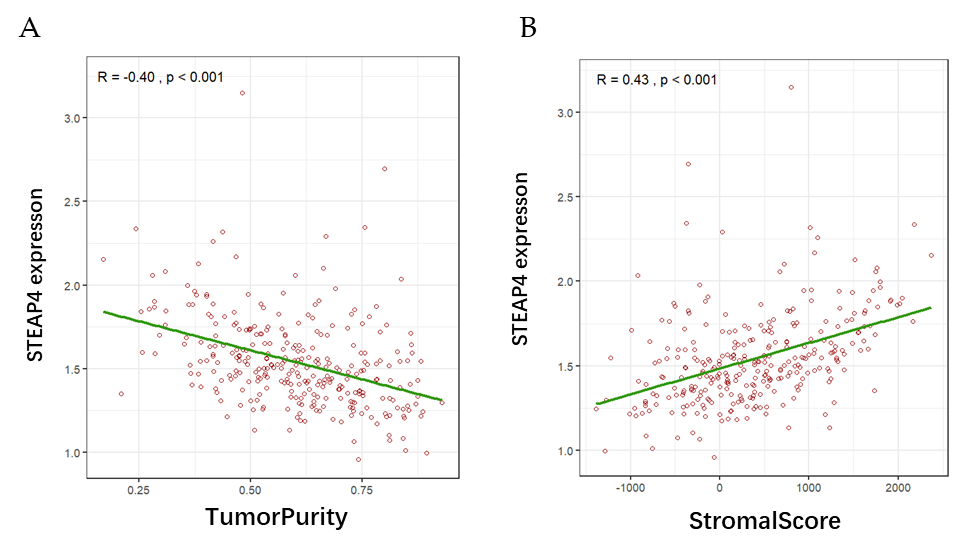 A
R = -0.40 , p < 0.001
3.0
2.5
2.0
1.5
1.0
STEAP4 expresson
0.25 0.50 0.75
TumorPurity
B
R = 0.43 , p < 0.001
3.0
2.5
2.0
1.5
1.0
STEAP4 expresson
-1000 0 1000 2000
StromalScore